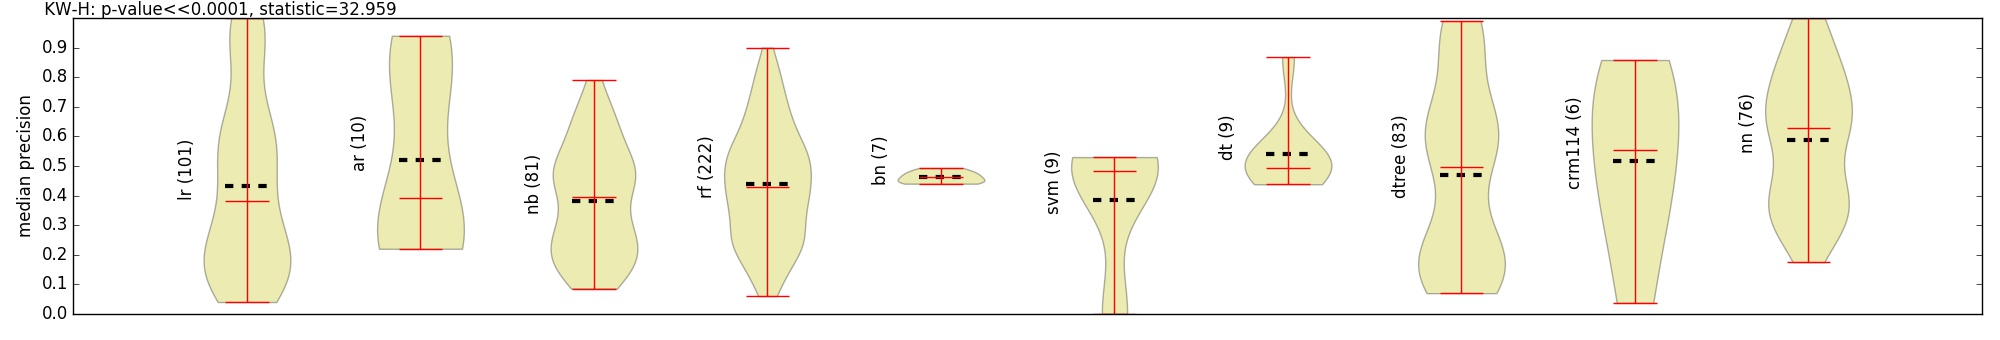 KW-H: p-value<<0.0001, statistic=32.959
median precision
0.9
0.8
0.7
0.6
0.5
0.4
0.3
0.2
0.1
0.0
lr (101)
ar (10)
nb (81)
rf (222)
bn (7)
svm (9)
dt (9)
dtree (83)
crm114 (6)
nn (76)